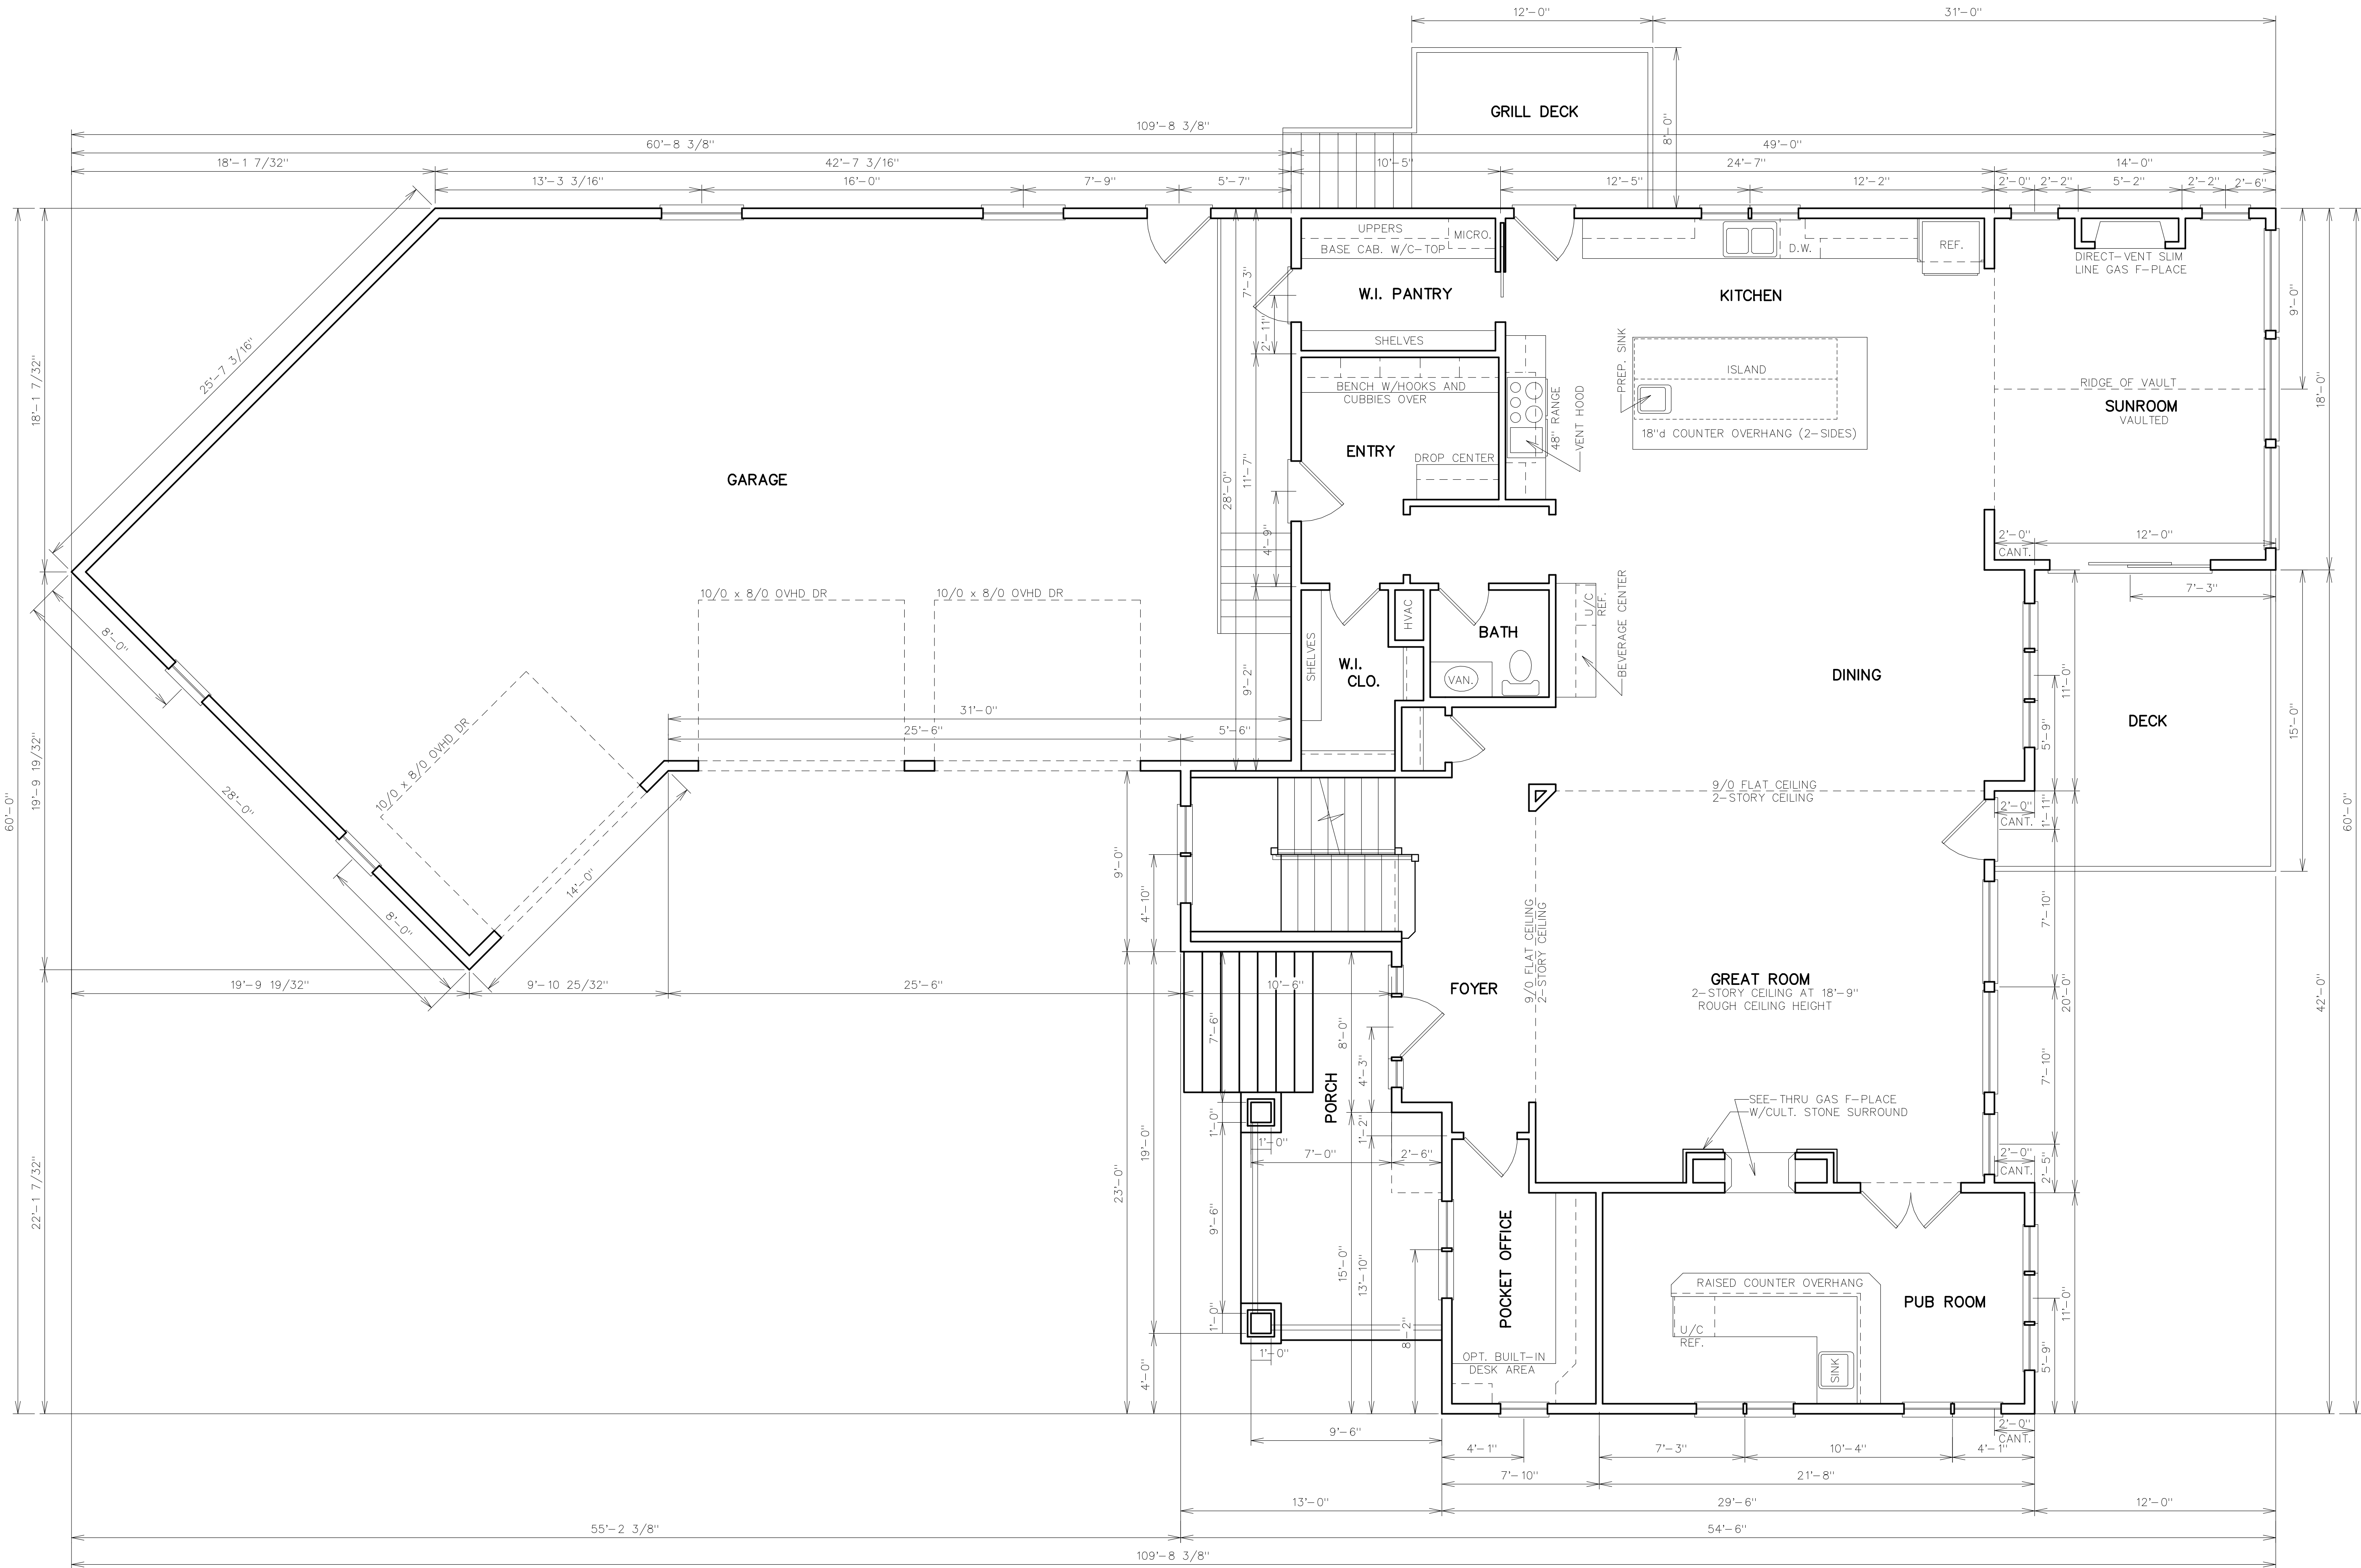 12'-0"
31'-0"
GRILL DECK
8'-0"
109'-8 3/8"
60'-8 3/8"
49'-0"
18'-1 7/32"
42'-7 3/16"
10'-5"
24'-7"
14'-0"
13'-3 3/16"
16'-0"
7'-9"
5'-7"
12'-5"
12'-2"
2'-0"
2'-2"
5'-2"
2'-2"
2'-6"
UPPERS
MICRO.
BASE CAB. W/C-TOP
D.W.
REF.
DIRECT-VENT SLIM
LINE GAS F-PLACE
7'-3"
W.I. PANTRY
KITCHEN
9'-0"
2'-11"
SHELVES
PREP. SINK
25'-7 3/16"
18'-1 7/32"
ISLAND
BENCH W/HOOKS AND
CUBBIES OVER
RIDGE OF VAULT
SUNROOM
VAULTED
18'-0"
48" RANGE
VENT HOOD
18"d COUNTER OVERHANG (2-SIDES)
ENTRY
DROP CENTER
GARAGE
11'-7"
28'-0"
4'-9"
2'-0"
CANT.
12'-0"
10/0 x 8/0 OVHD DR
10/0 x 8/0 OVHD DR
7'-3"
U/C
REF.
BEVERAGE CENTER
HVAC
BATH
8'-0"
SHELVES
W.I.
CLO.
VAN.
DINING
9'-2"
11'-0"
31'-0"
25'-6"
5'-6"
DECK
5'-9"
15'-0"
10/0 x 8/0 OVHD DR
19'-9 19/32"
28'-0"
60'-0"
9/0 FLAT CEILING
2-STORY CEILING
2'-0"
CANT.
1'-11"
60'-0"
14'-0"
8'-0"
9'-0"
4'-10"
7'-10"
9/0 FLAT CEILING
2-STORY CEILING
19'-9 19/32"
9'-10 25/32"
25'-6"
10'-6"
FOYER
GREAT ROOM
2-STORY CEILING AT 18'-9"
ROUGH CEILING HEIGHT
20'-0"
42'-0"
7'-6"
8'-0"
4'-3"
7'-10"
PORCH
SEE-THRU GAS F-PLACE
W/CULT. STONE SURROUND
1'-0"
1'-0"
1'-2"
19'-0"
7'-0"
2'-6"
2'-0"
CANT.
2'-5"
23'-0"
22'-1 7/32"
9'-6"
15'-0"
13'-10"
POCKET OFFICE
RAISED COUNTER OVERHANG
PUB ROOM
11'-0"
1'-0"
8'-2"
U/C
REF.
1'-0"
OPT. BUILT-IN
DESK AREA
SINK
5'-9"
4'-0"
9'-6"
2'-0"
CANT.
4'-1"
7'-3"
10'-4"
4'-1"
7'-10"
21'-8"
13'-0"
29'-6"
12'-0"
55'-2 3/8"
54'-6"
109'-8 3/8"